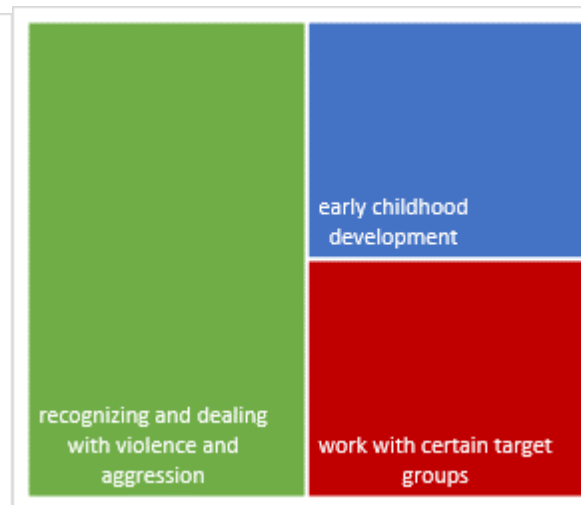 early childhood
development
recognizing and dealing
with violence and
aggression
work with certain target
groups